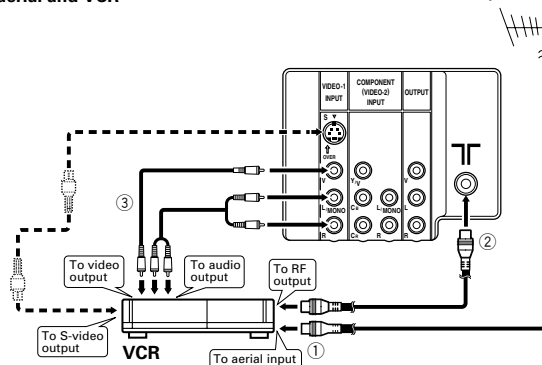 aerial and VCR
VIDEO-1
INPUT
COMPONENT
(VIDEO-2)
INPUT
OUTPUT
S
OVER
V
Y/V
V
L/MONO
CB
L/MONO
L
R
CR
R
R
③
②
To video
output
To audio
output
To RF
output
To S-video
output
VCR
To aerial input
①